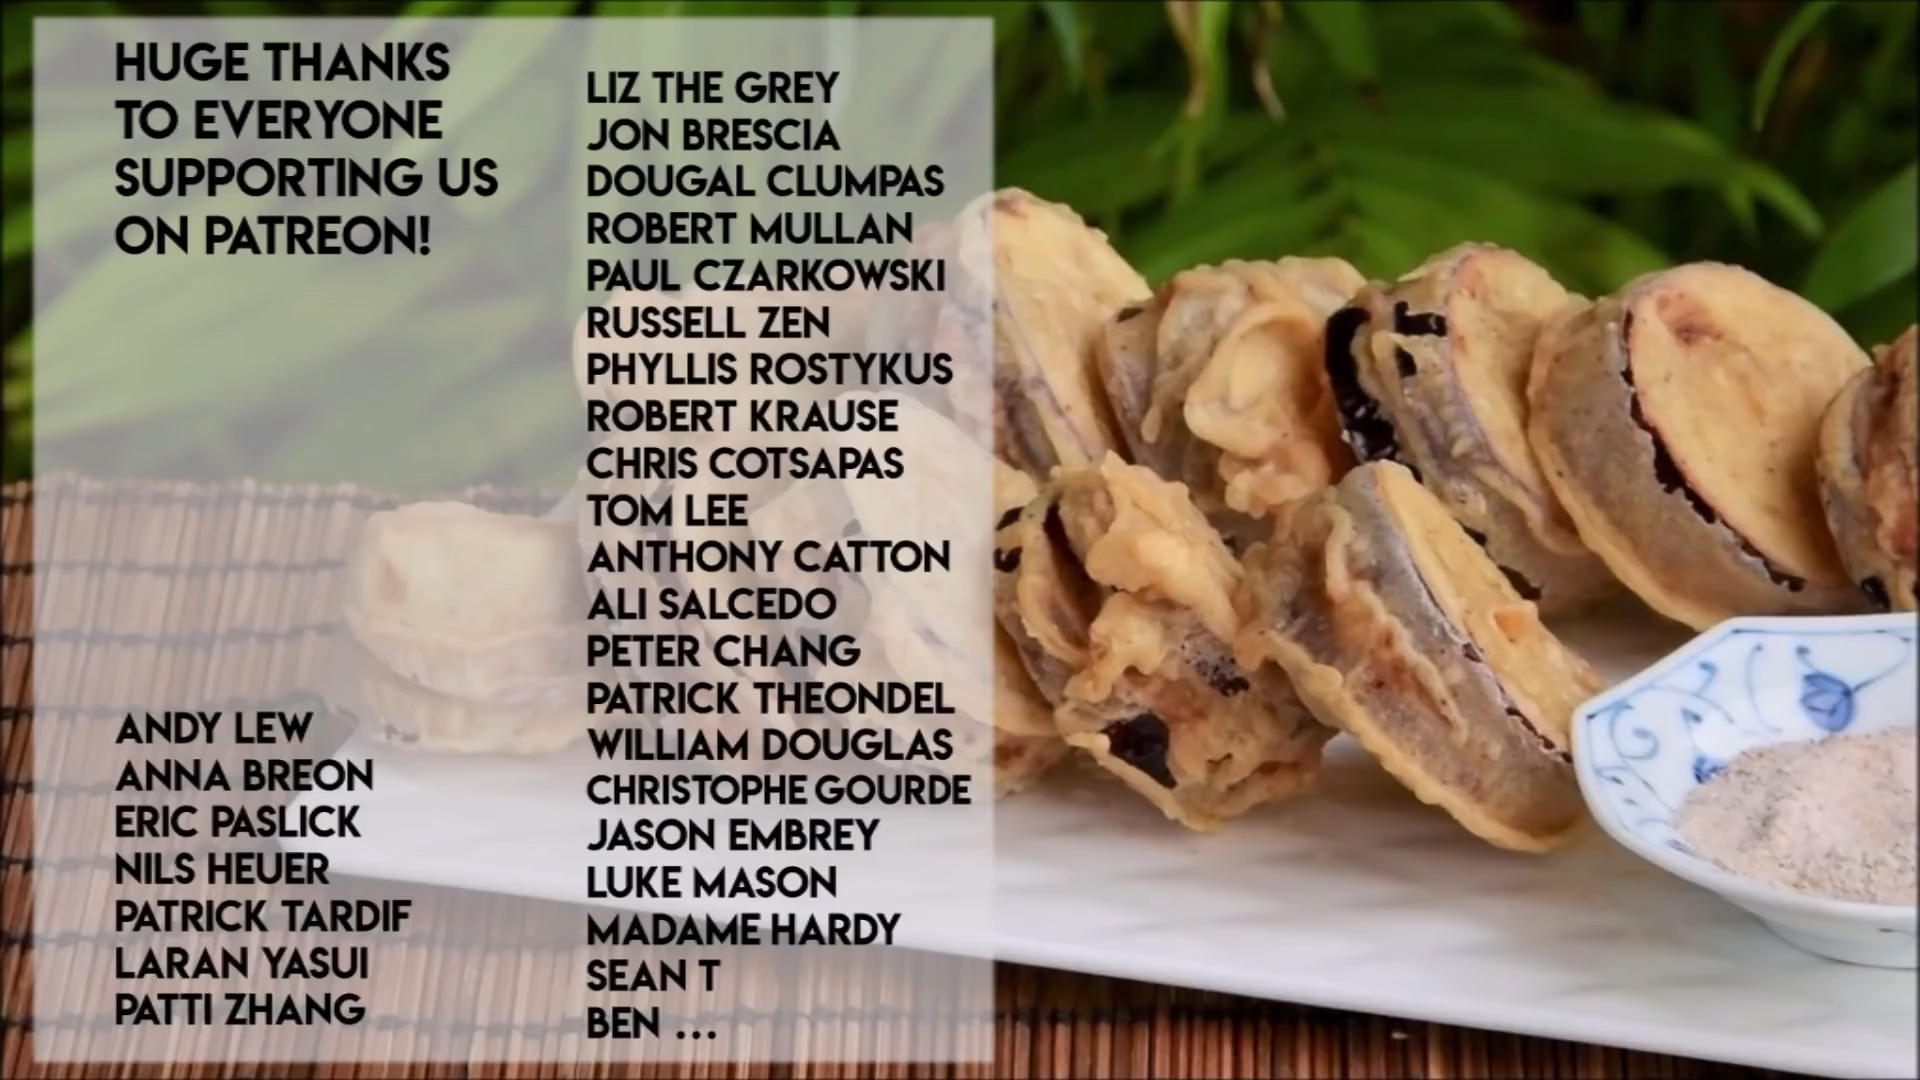 HUGE THANKS
TO EVERYONE
SUPPORTING US
ON PATREON!
ANDY LEW
ANNA BREON
ERIC PASLICK
NILS HEUER
PATRICK TARDIF
LARAN YASUI
PATTI ZHANG
LIZ THE GREY
JON BRESCIA
DOUGAL CLUMPAS
ROBERT MULLAN
PAUL CZARKOWSKI
RUSSELL ZEN
PHYLLIS ROSTYKUS
ROBERT KRAUSE
CHRIS COTSAPAS
TOM LEE
ANTHONY CATTON
ALI SALCEDO
PETER CHANG
PATRICK THEONDEL
WILLIAM DOUGLAS
CHRISTOPHE GOURDE
JASON EMBREY
LUKE MASON
MADAME HARDY
SEAN T
BEN ...